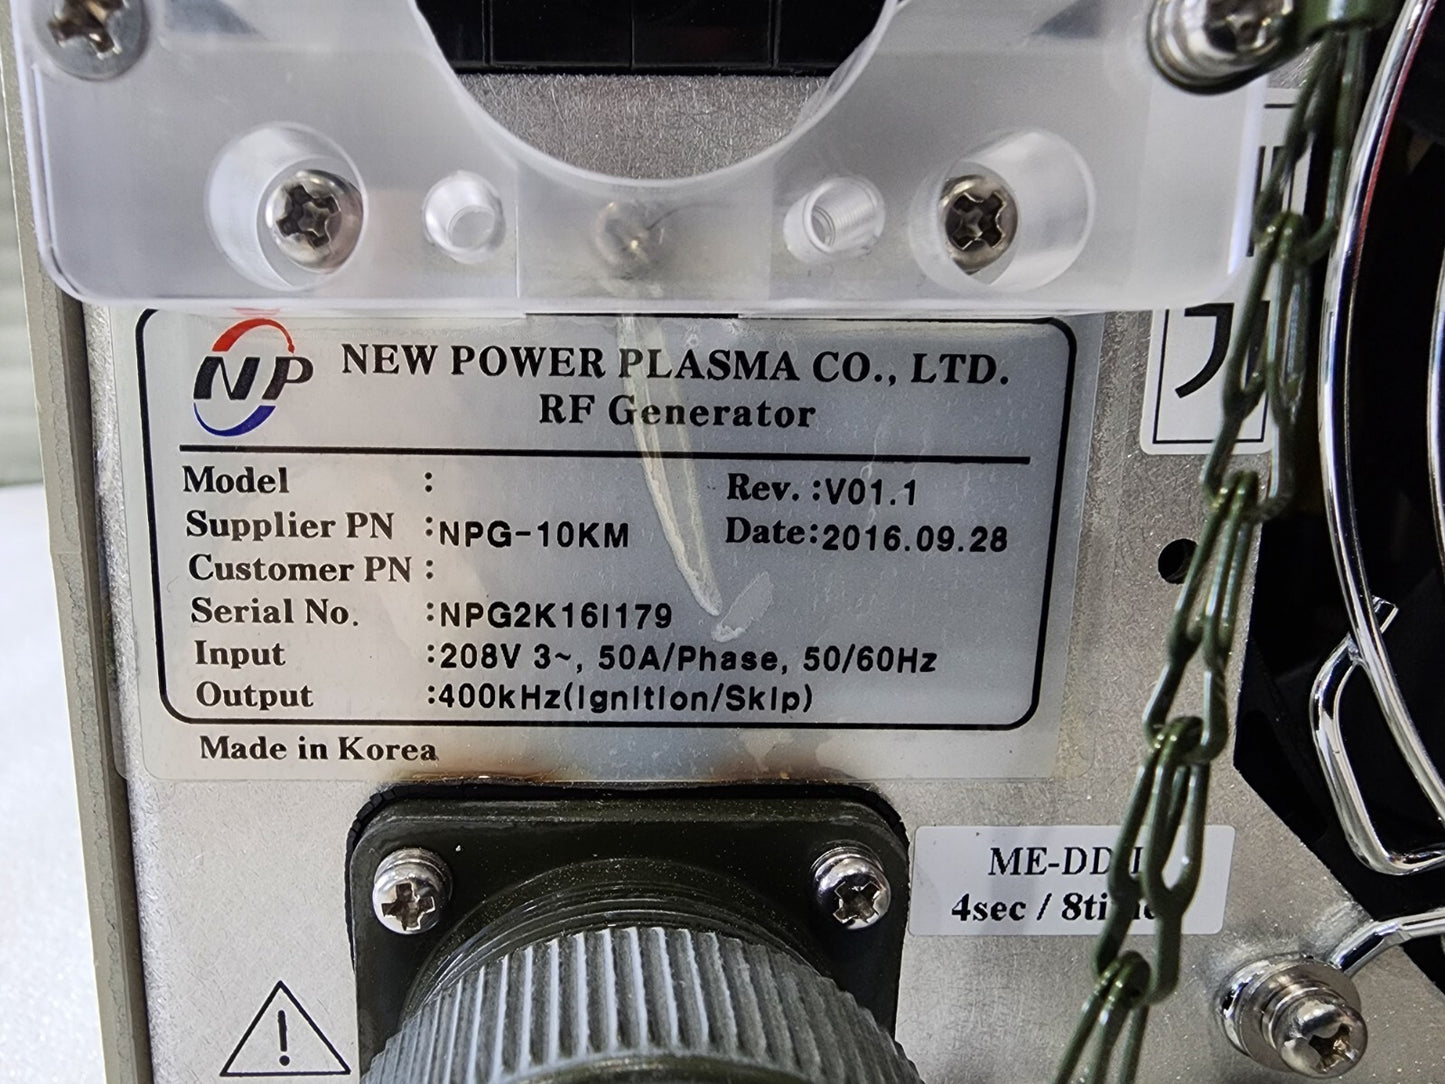 NP NEW POWER PLASMA CO., LTD.
RF Generator
Model :
Rev. :V01.1
Supplier PN :NPG-10KM
Date:2016.09.28
Customer PN :
Serial No. :NPG2K16I179
Input :208V 3~, 50A/Phase, 50/60Hz
Output :400kHz(Ignition/Skip)
Made in Korea
4sec /
!